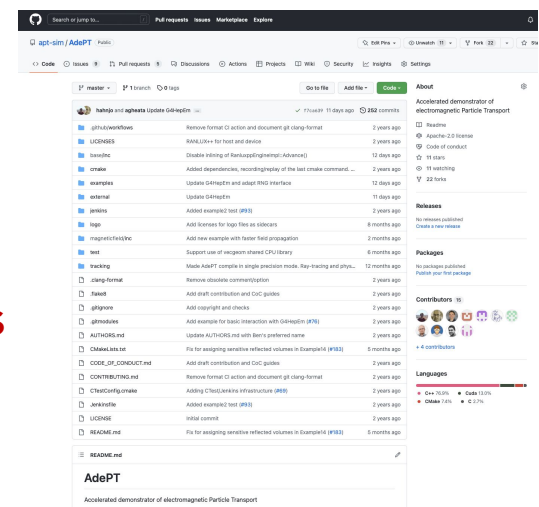 Search or jump to... / Pull requests Issues Marketplace Explore
apt-sim / AdePT Public Edit Pins Unwatch 11 Fork 22 Sta
Code Issues 9 Pull requests 5 Discussions Actions Projects Wiki Security Insights Settings
master 1 branch 0 tags Go to file Add file Code
About
Accelerated demonstrator of electromagnetic Particle Transport
Readme
Apache-2.0 license
Code of conduct
11 stars
11 watching
22 forks
hahnjo and agheata Update G4HepEm ... 11 days ago 252 commits
.github/workflows Remove format CI action and document git clang-format 2 years ago
LICENSES RANLUX++ for host and device 2 years ago
base/inc Disable inlining of RanluxppEngineImpl::Advance() 12 days ago
cmake Added dependencies, recording/replay of the last cmake command. ... 2 years ago
examples Update G4HepEm and adapt RNG interface 12 days ago
external Update G4HepEm 11 days ago
jenkins Added example2 test (#93) 2 years ago
logo Add licenses for logo files as sidecars 6 months ago
magneticfield/inc Add new example with faster field propagation 2 months ago
test Support use of vecgeom shared CPU library 6 months ago
tracking Made AdePT compile in single precision mode. Ray-tracing and phys... 12 months ago
.clang-format Remove obsolete comment/option 2 years ago
.flake8 Add draft contribution and CoC guides 2 years ago
.gitignore Add copyright and checks 2 years ago
.gitmodules Add example for basic interaction with G4HepEm (#76) 2 years ago
AUTHORS.md Update AUTHORS.md with Ben's preferred name 2 years ago
CMakeLists.txt Fix for assigning sensitive reflected volumes in Example14 (#183) 5 months ago
CODE_OF_CONDUCT.md Add draft contribution and CoC guides 2 years ago
CONTRIBUTING.md Remove format CI action and document git clang-format 2 years ago
CTestConfig.cmake Adding CTest/Jenkins infrastructure (#69) 2 years ago
Jenkinsfile Added example2 test (#93) 2 years ago
LICENSE Initial commit 2 years ago
README.md Fix for assigning sensitive reflected volumes in Example14 (#183) 5 months ago
Releases
No releases published
Create a new release
Packages
No packages published
Publish your first package
Contributors 15
+ 4 contributors
Languages
C++ 76.9% Cuda 13.0%
CMake 7.4% C 2.7%
README.md
AdePT
Accelerated demonstrator of electromagnetic Particle Transport